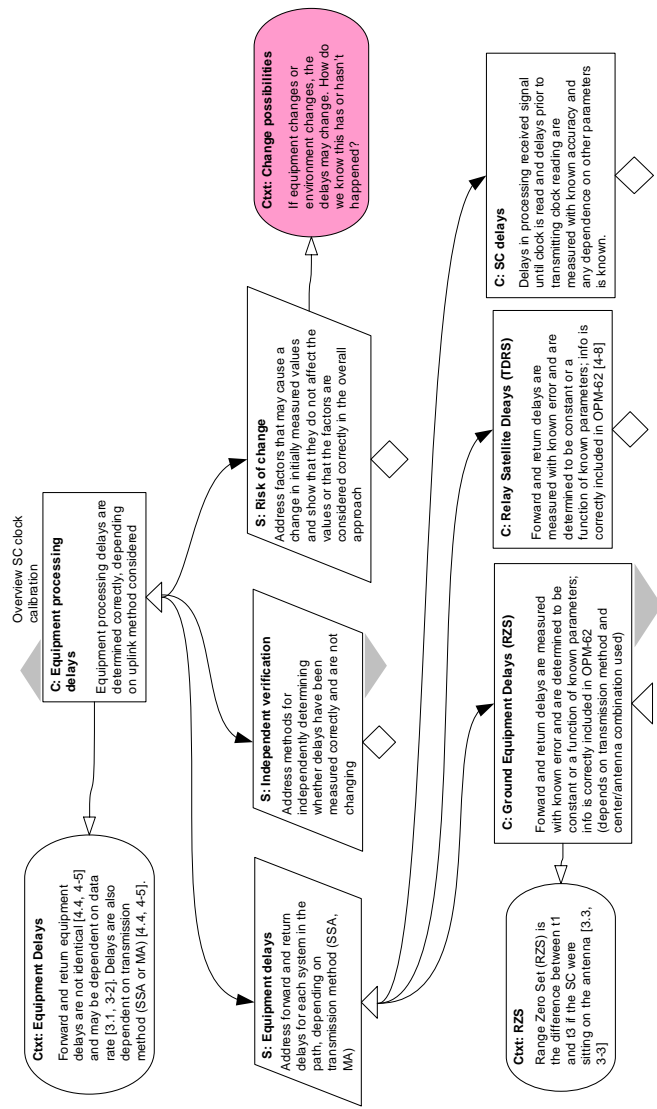 Overview SC clock
calibration
Ctxt: Equipment Delays
Forward and return equipment
delays are not identical [4.4, 4-5]
and may be dependent on data
rate [3.1, 3-2]. Delays are also
dependent on transmission
method (SSA or MA) [4.4, 4-5].
C: Equipment processing
delays
Equipment processing delays are
determined correctly, depending
on uplink method considered
S: Equipment delays
Address forward and return
delays for each system in the
path, depending on
transmission method (SSA,
MA)
S: Independent verification
Address methods for
independently determining
whether delays have been
measured correctly and are not
changing
S: Risk of change
Address factors that may cause a
change in initially measured values
and show that they do not affect the
values or that the factors are
considered correctly in the overall
approach
Ctxt: Change possibilities
If equipment changes or
environment changes, the
delays may change. How do
we know this has or hasn't
happened?
Ctxt: RZS
Range Zero Set (RZS) is
the difference between t1
and t3 if the SC were
sitting on the antenna [3.3,
3-3]
C: Ground Equipment Delays (RZS)
Forward and return delays are measured
with known error and are determined to be
constant or a function of known parameters;
info is correctly included in OPM-62
(depends on transmission method and
center/antenna combination used)
C: Relay Satellite Dleays (TDRS)
Forward and return delays are
measured with known error and are
determined to be constant or a
function of known parameters; info is
correctly included in OPM-62 [4-8]
C: SC delays
Delays in processing received signal
until clock is read and delays prior to
transmitting clock reading are
measured with known accuracy and
any dependence on other parameters
is known.